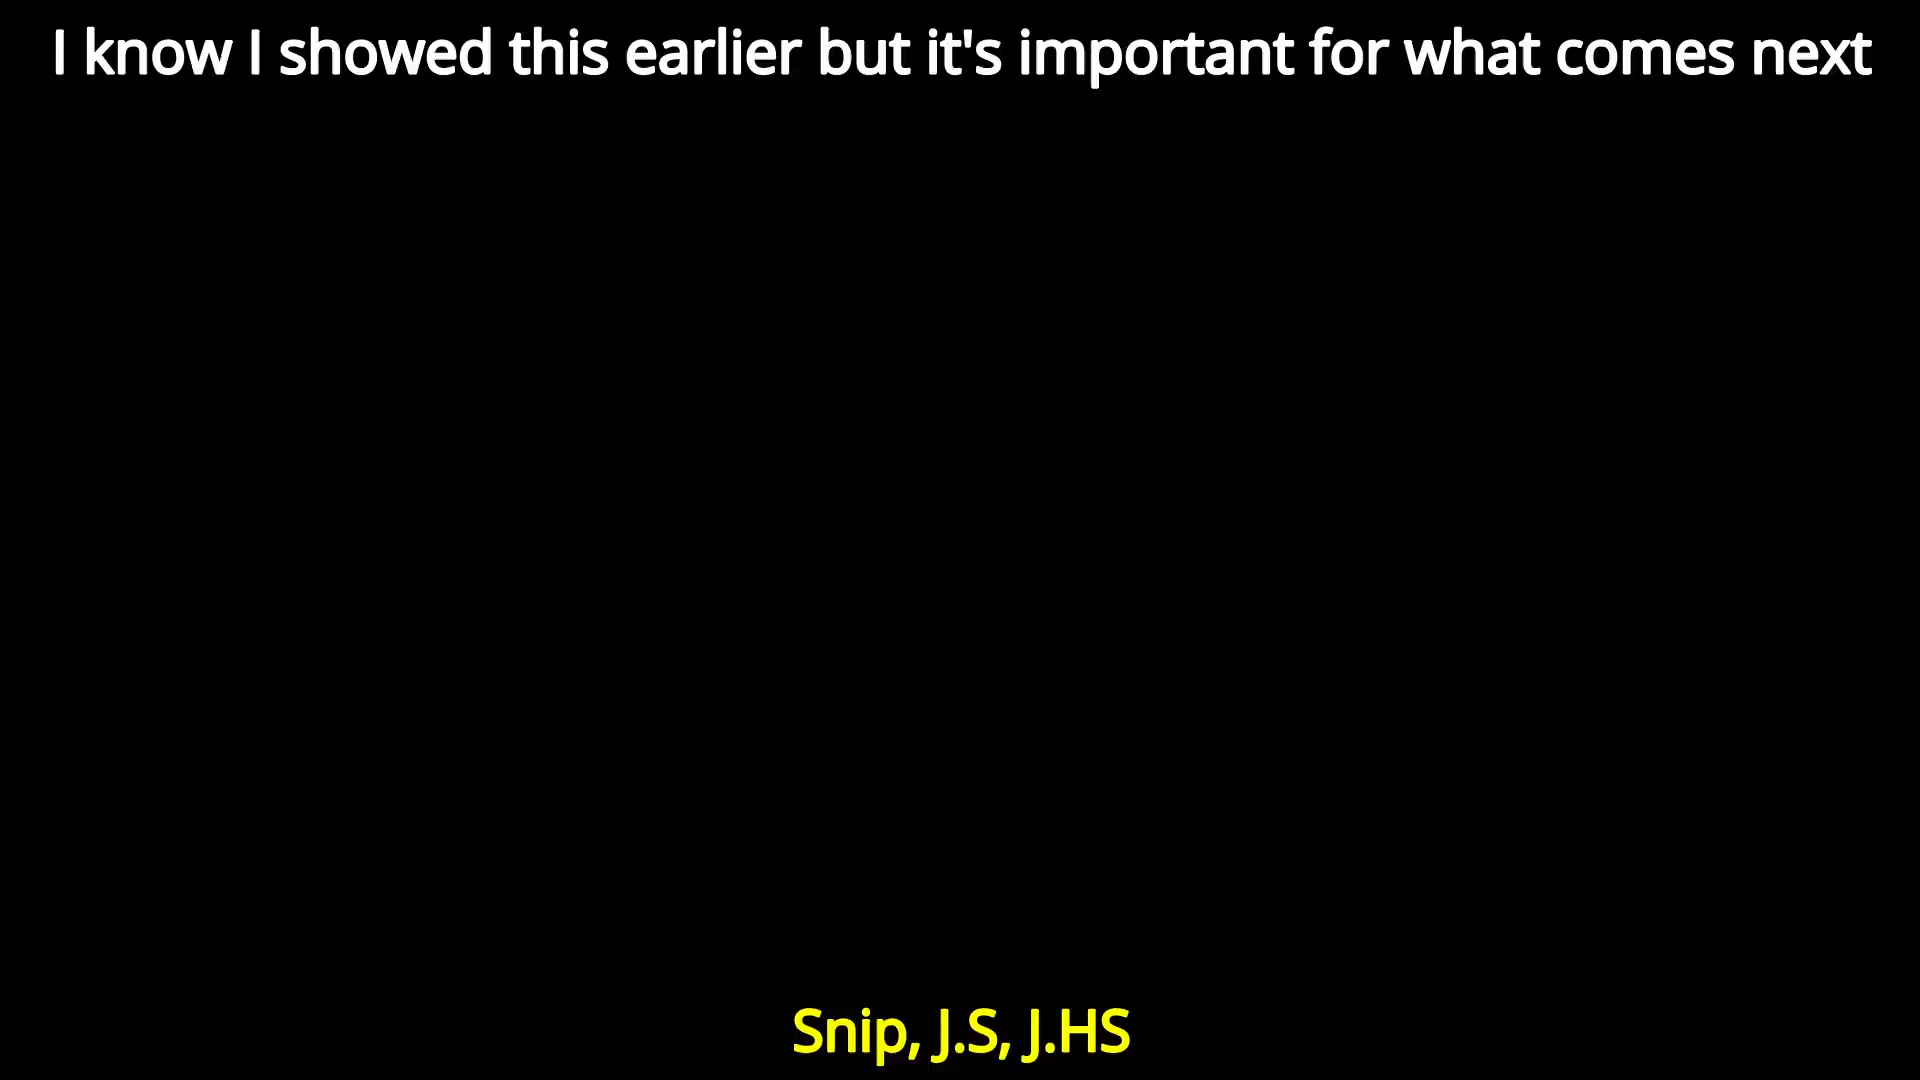 I know I showed this earlier but it's important for what comes next
Snip, J.S, J.HS